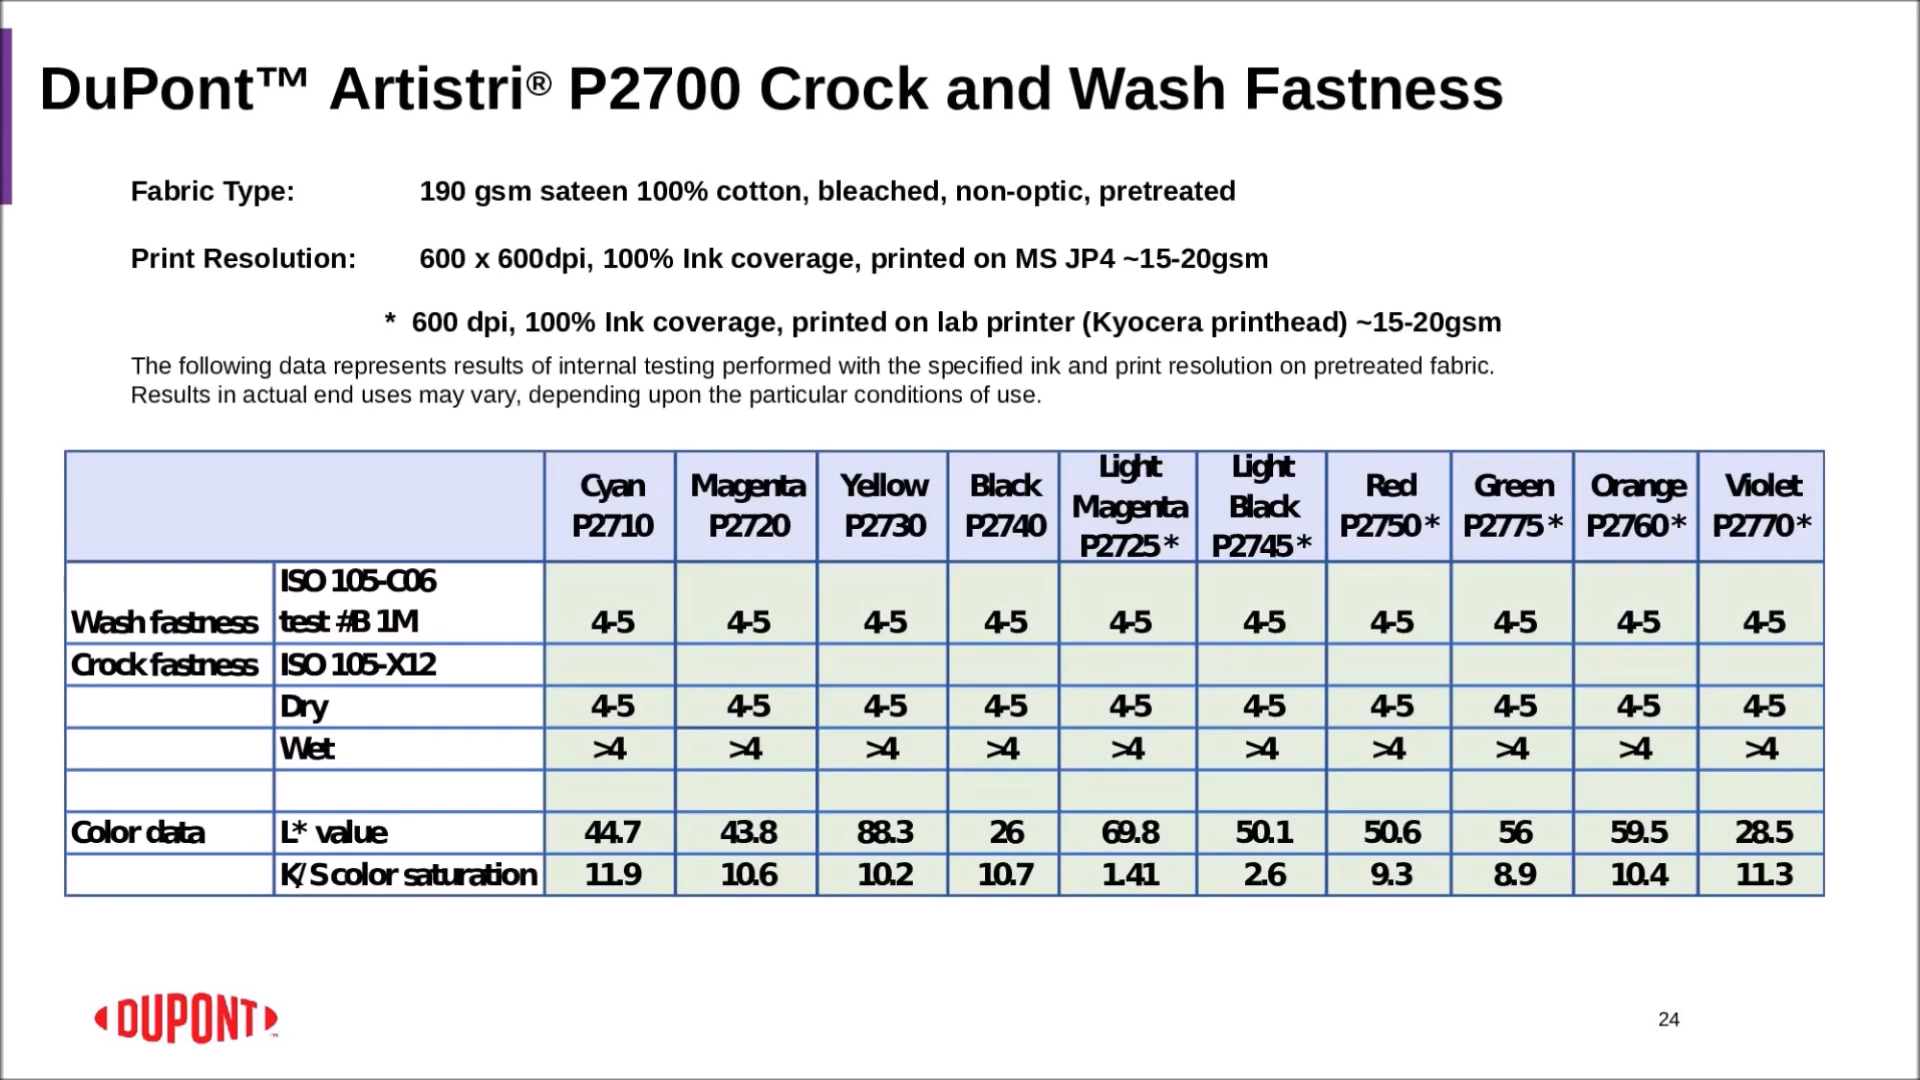 DuPont™ Artistri® P2700 Crock and Wash Fastness
Fabric Type: 190 gsm sateen 100% cotton, bleached, non-optic, pretreated
Print Resolution: 600 x 600dpi, 100% Ink coverage, printed on MS JP4 ~15-20gsm
* 600 dpi, 100% Ink coverage, printed on lab printer (Kyocera printhead) ~15-20gsm
The following data represents results of internal testing performed with the specified ink and print resolution on pretreated fabric.
Results in actual end uses may vary, depending upon the particular conditions of use.
Cyan P2710 Magenta P2720 Yellow P2730 Black P2740 Light Magenta P2725 * Light Black P2745 * Red P2750 * Green P2775 * Orange P2760 * Violet P2770 *
Wash fastness ISO 105-C06 test #B 1M 4-5 4-5 4-5 4-5 4-5 4-5 4-5 4-5 4-5 4-5
Crock fastness ISO 105-X12
Dry 4-5 4-5 4-5 4-5 4-5 4-5 4-5 4-5 4-5 4-5
Wet >4 >4 >4 >4 >4 >4 >4 >4 >4 >4
Color data L* value 44.7 43.8 88.3 26 69.8 50.1 50.6 56 59.5 28.5
K/S color saturation 11.9 10.6 10.2 10.7 1.41 2.6 9.3 8.9 10.4 11.3
DUPONT
24